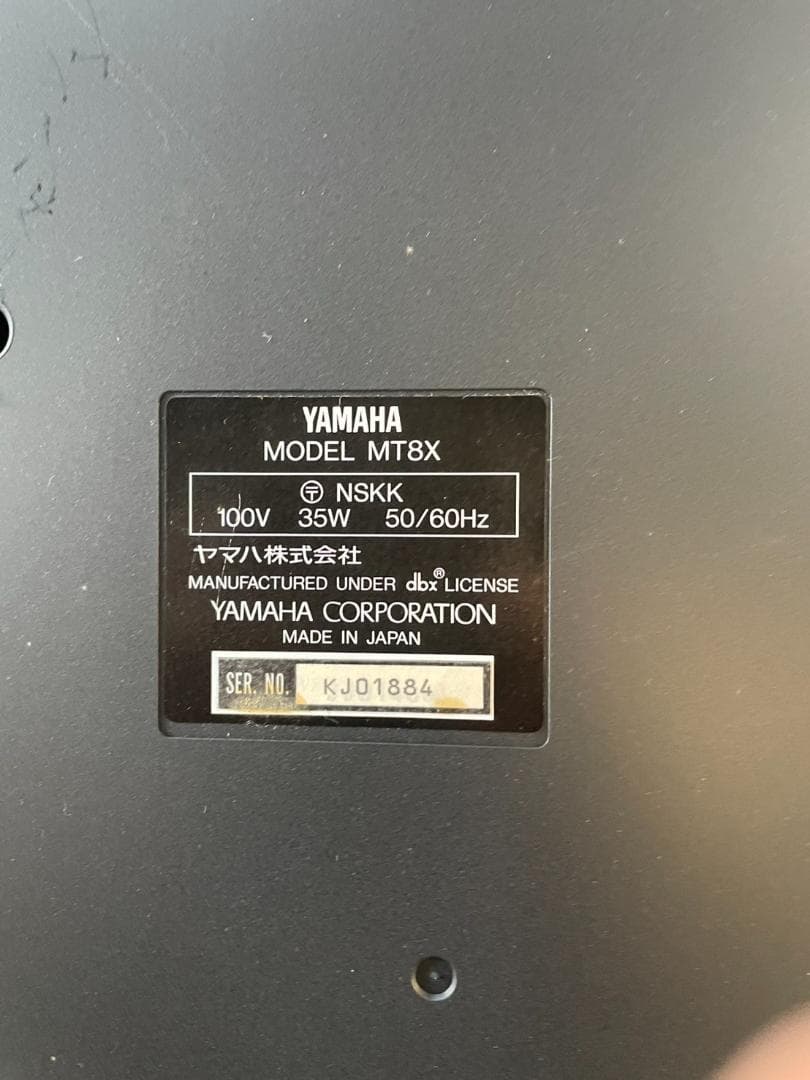 YAMAHA
MODEL MT8X
〶 NSKK
100V 35W 50/60Hz
ヤマハ株式会社
MANUFACTURED UNDER dbx® LICENSE
YAMAHA CORPORATION
MADE IN JAPAN
SER. NO. KJ01884